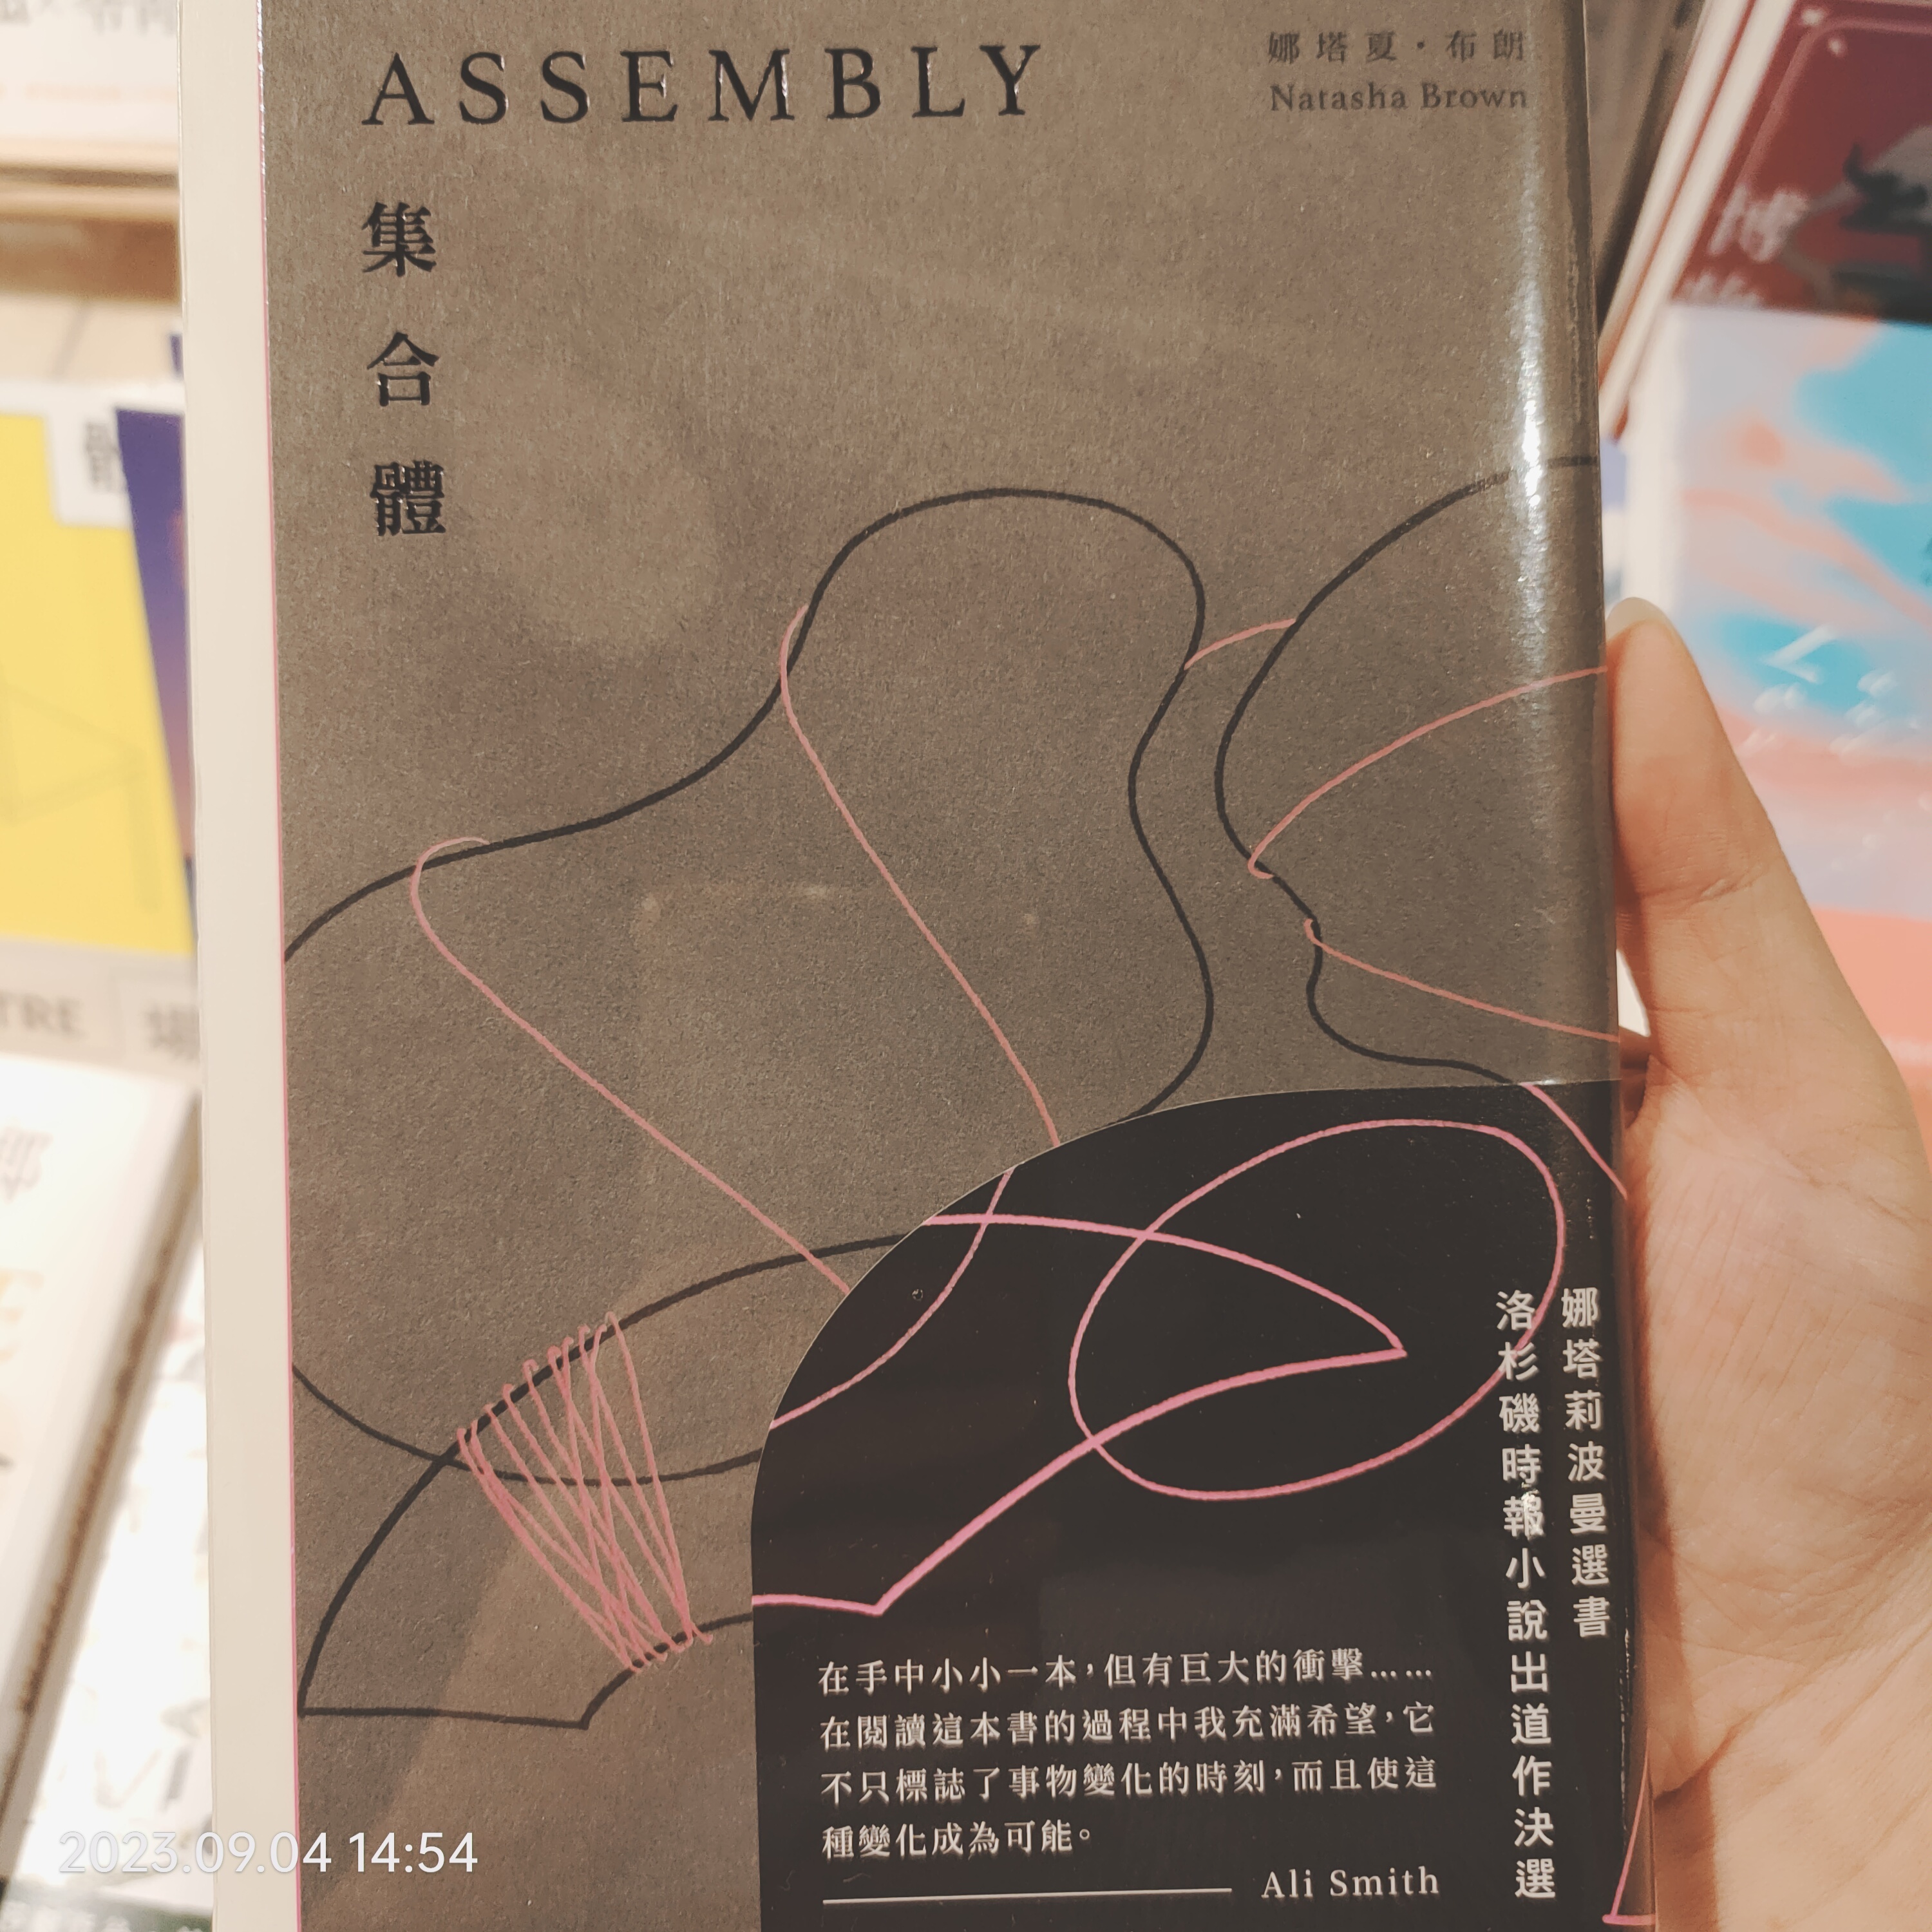 ASSEMBLY
娜塔夏·布朗
Natasha Brown
集合體
娜塔莉波曼選書
洛杉磯時報小說出道作決選
在手中小小一本，但有巨大的衝擊……
在閱讀這本書的過程中我充滿希望，它
不只標誌了事物變化的時刻，而且使這
種變化成為可能。
Ali Smith
博
體
TRE
場
2023.09.04 14:54